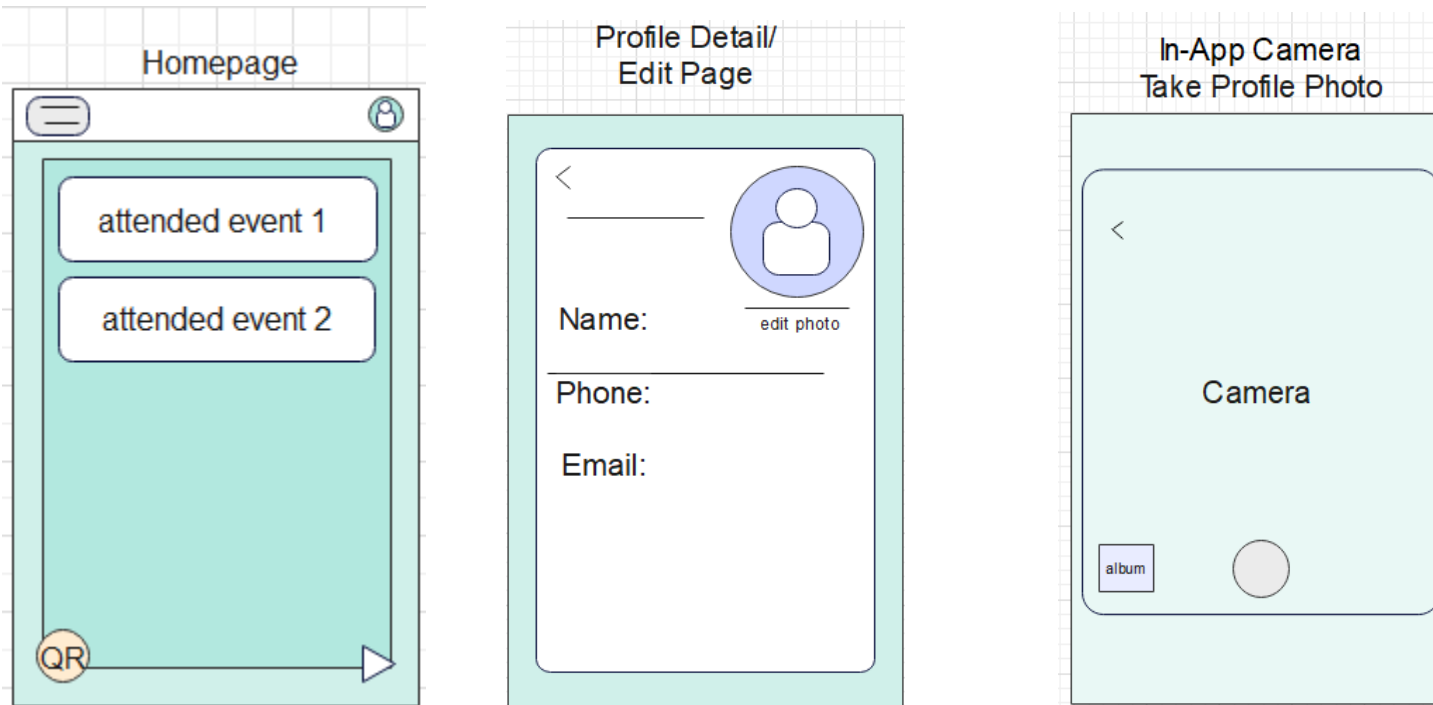 Homepage
attended event 1
attended event 2
QR
Profile Detail/
Edit Page
edit photo
Name:
Phone:
Email:
In-App Camera
Take Profile Photo
Camera
album